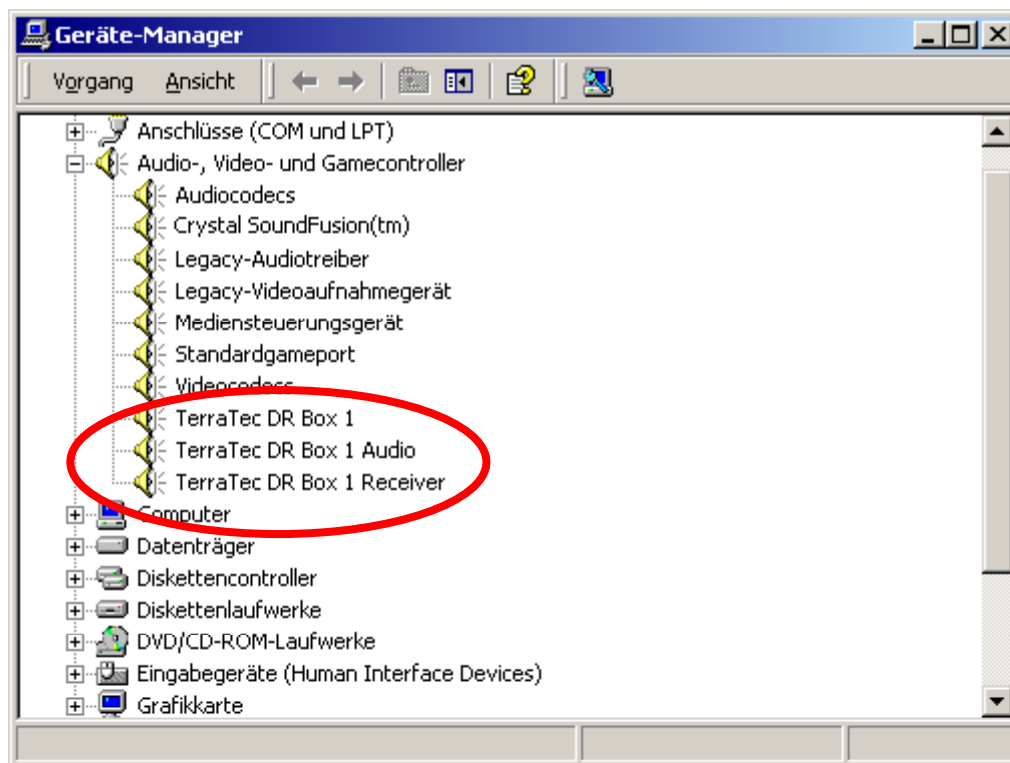 Geräte-Manager
Vorgang Ansicht
Anschlüsse (COM und LPT)
Audio-, Video- und Gamecontroller
Audiocodecs
Crystal SoundFusion(tm)
Legacy-Audiotreiber
Legacy-Videoaufnahmegerät
Mediensteuerungsgerät
Standardgameport
Videocodecs
TerraTec DR Box 1
TerraTec DR Box 1 Audio
TerraTec DR Box 1 Receiver
Computer
Datenträger
Diskettencontroller
Diskettenlaufwerke
DVD/CD-ROM-Laufwerke
Eingabegeräte (Human Interface Devices)
Grafikkarte